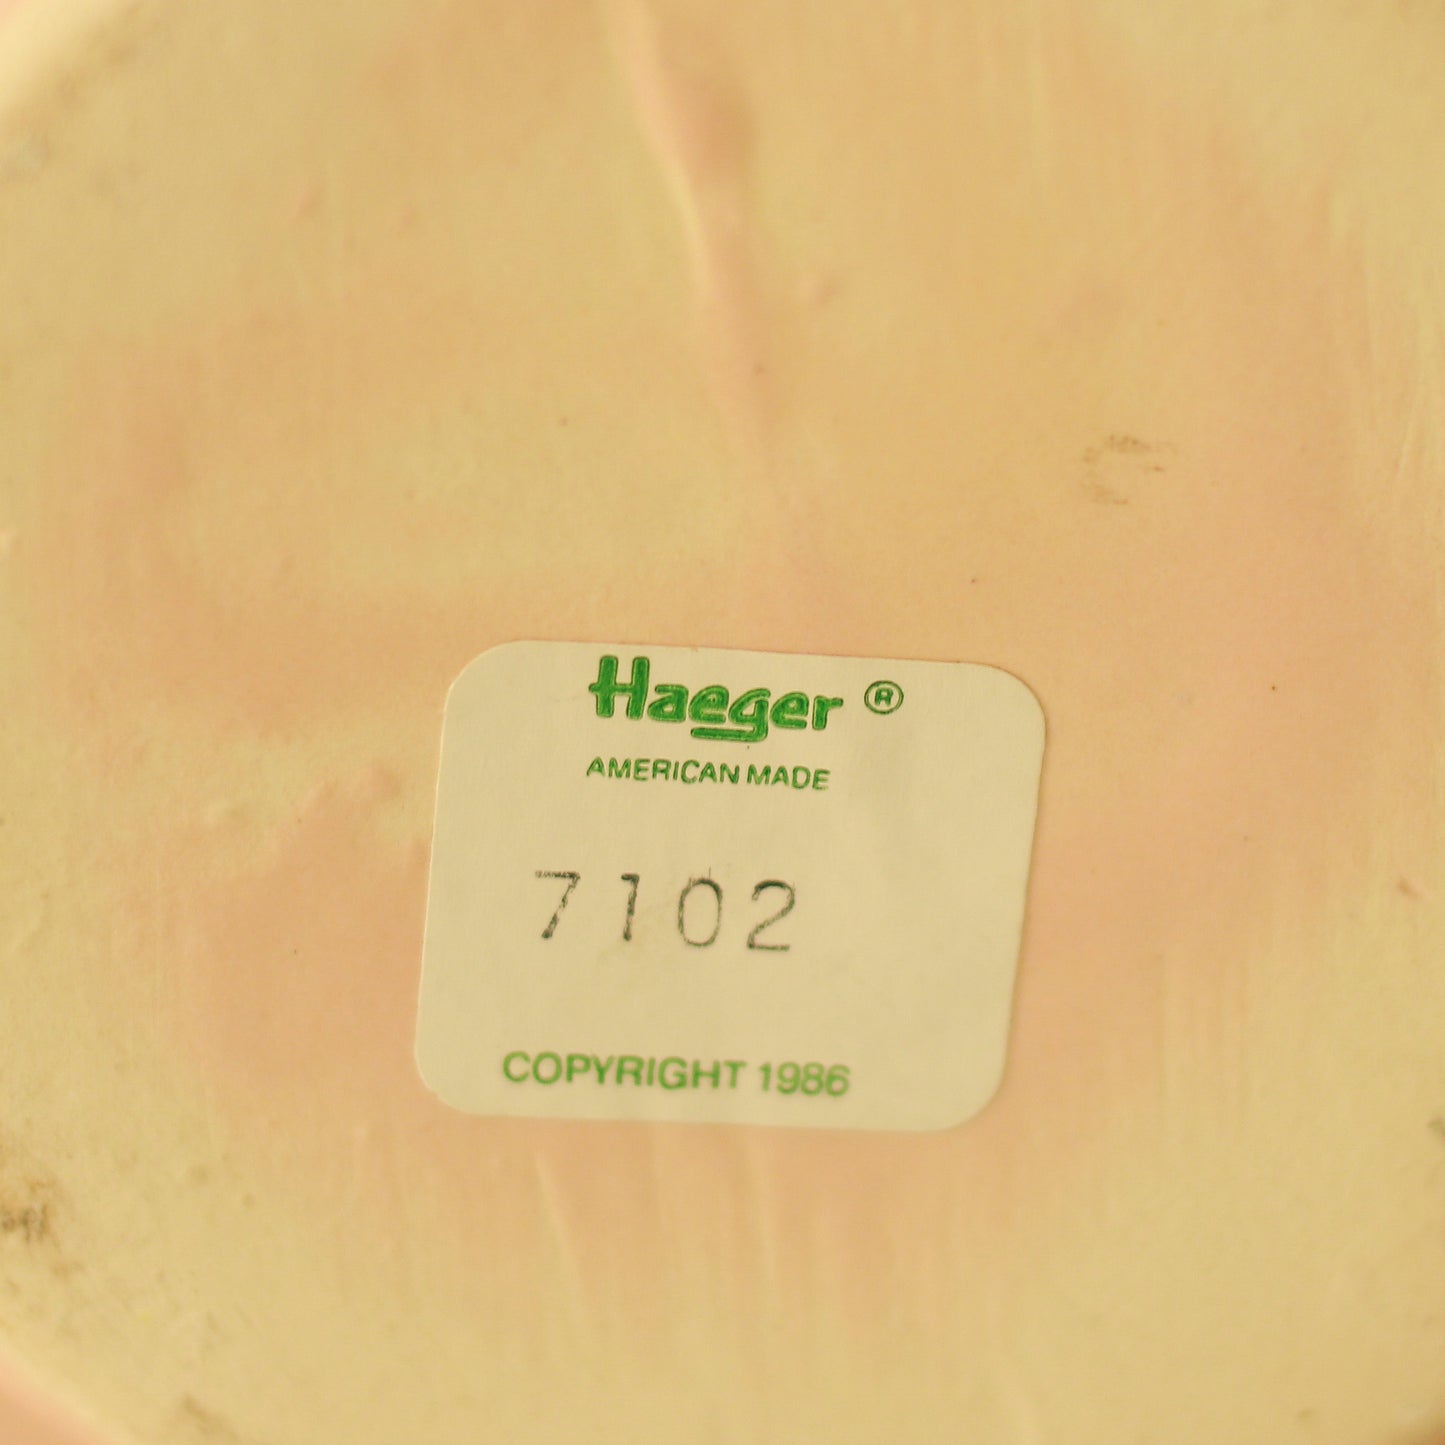 Haeger ®
AMERICAN MADE
7102
COPYRIGHT 1986